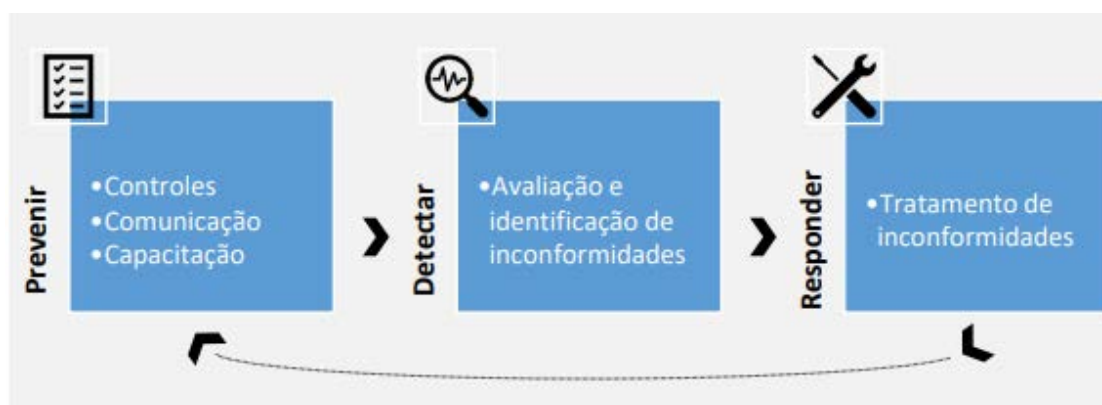 Prevenir
•Controles
•Comunicação
•Capacitação
Detectar
•Avaliação e
identificação de
inconformidades
Responder
•Tratamento de
inconformidades